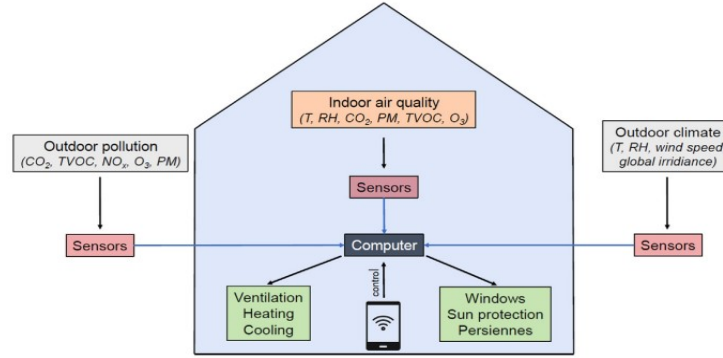 Indoor air quality
(T, RH, CO₂, PM, TVOC, O₃)
Outdoor pollution
(CO₂, TVOC, NOₓ, O₃, PM)
Outdoor climate
(T, RH, wind speed
global irridiance)
Sensors
Sensors
Computer
Sensors
control
Ventilation
Heating
Cooling
Windows
Sun protection
Persiennes